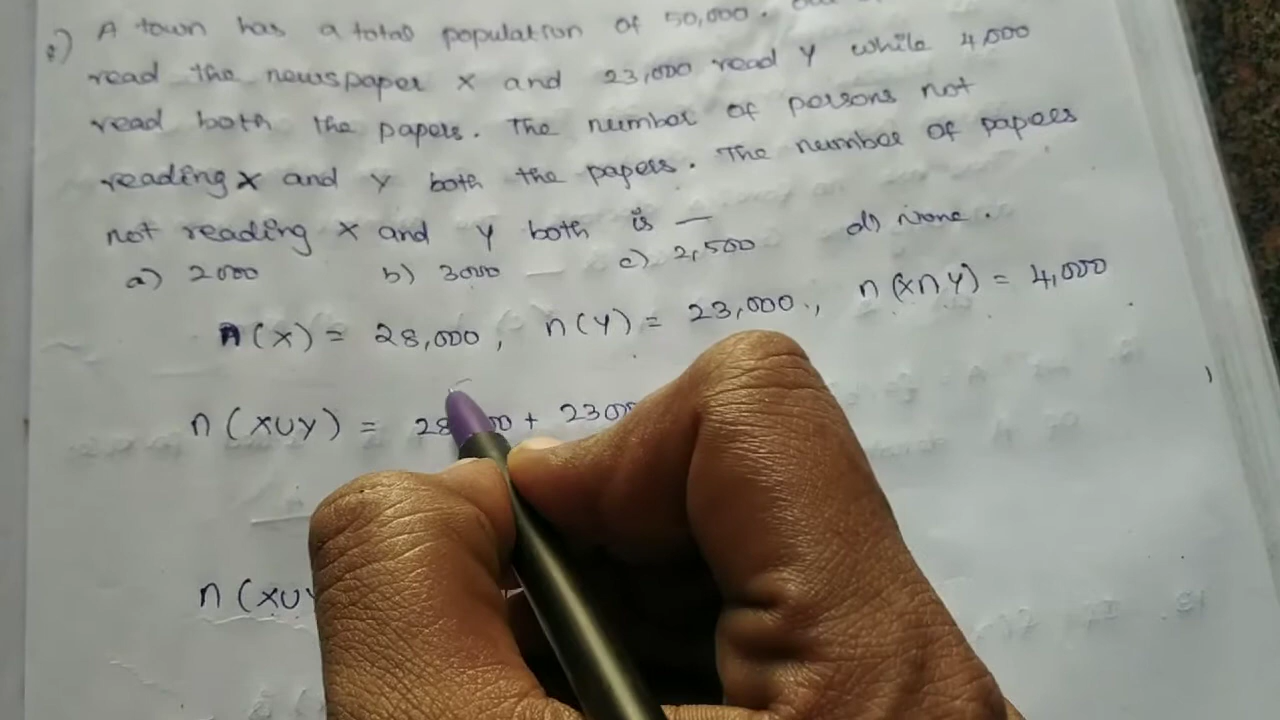 A town has a total population of 50,000.
read the newspaper X and 23,000 read Y while 4,000
read both the papers. The number of persons not
reading X and Y both the papers. The number of papers
not reading X and Y both is —
a) 2000 b) 3000 — c) 2,500 d) None.
n(X) = 28,000, n(Y) = 23,000., n(X∩Y) = 4,000
n(X∪Y) = 28 00 + 2300
n(X∪Y